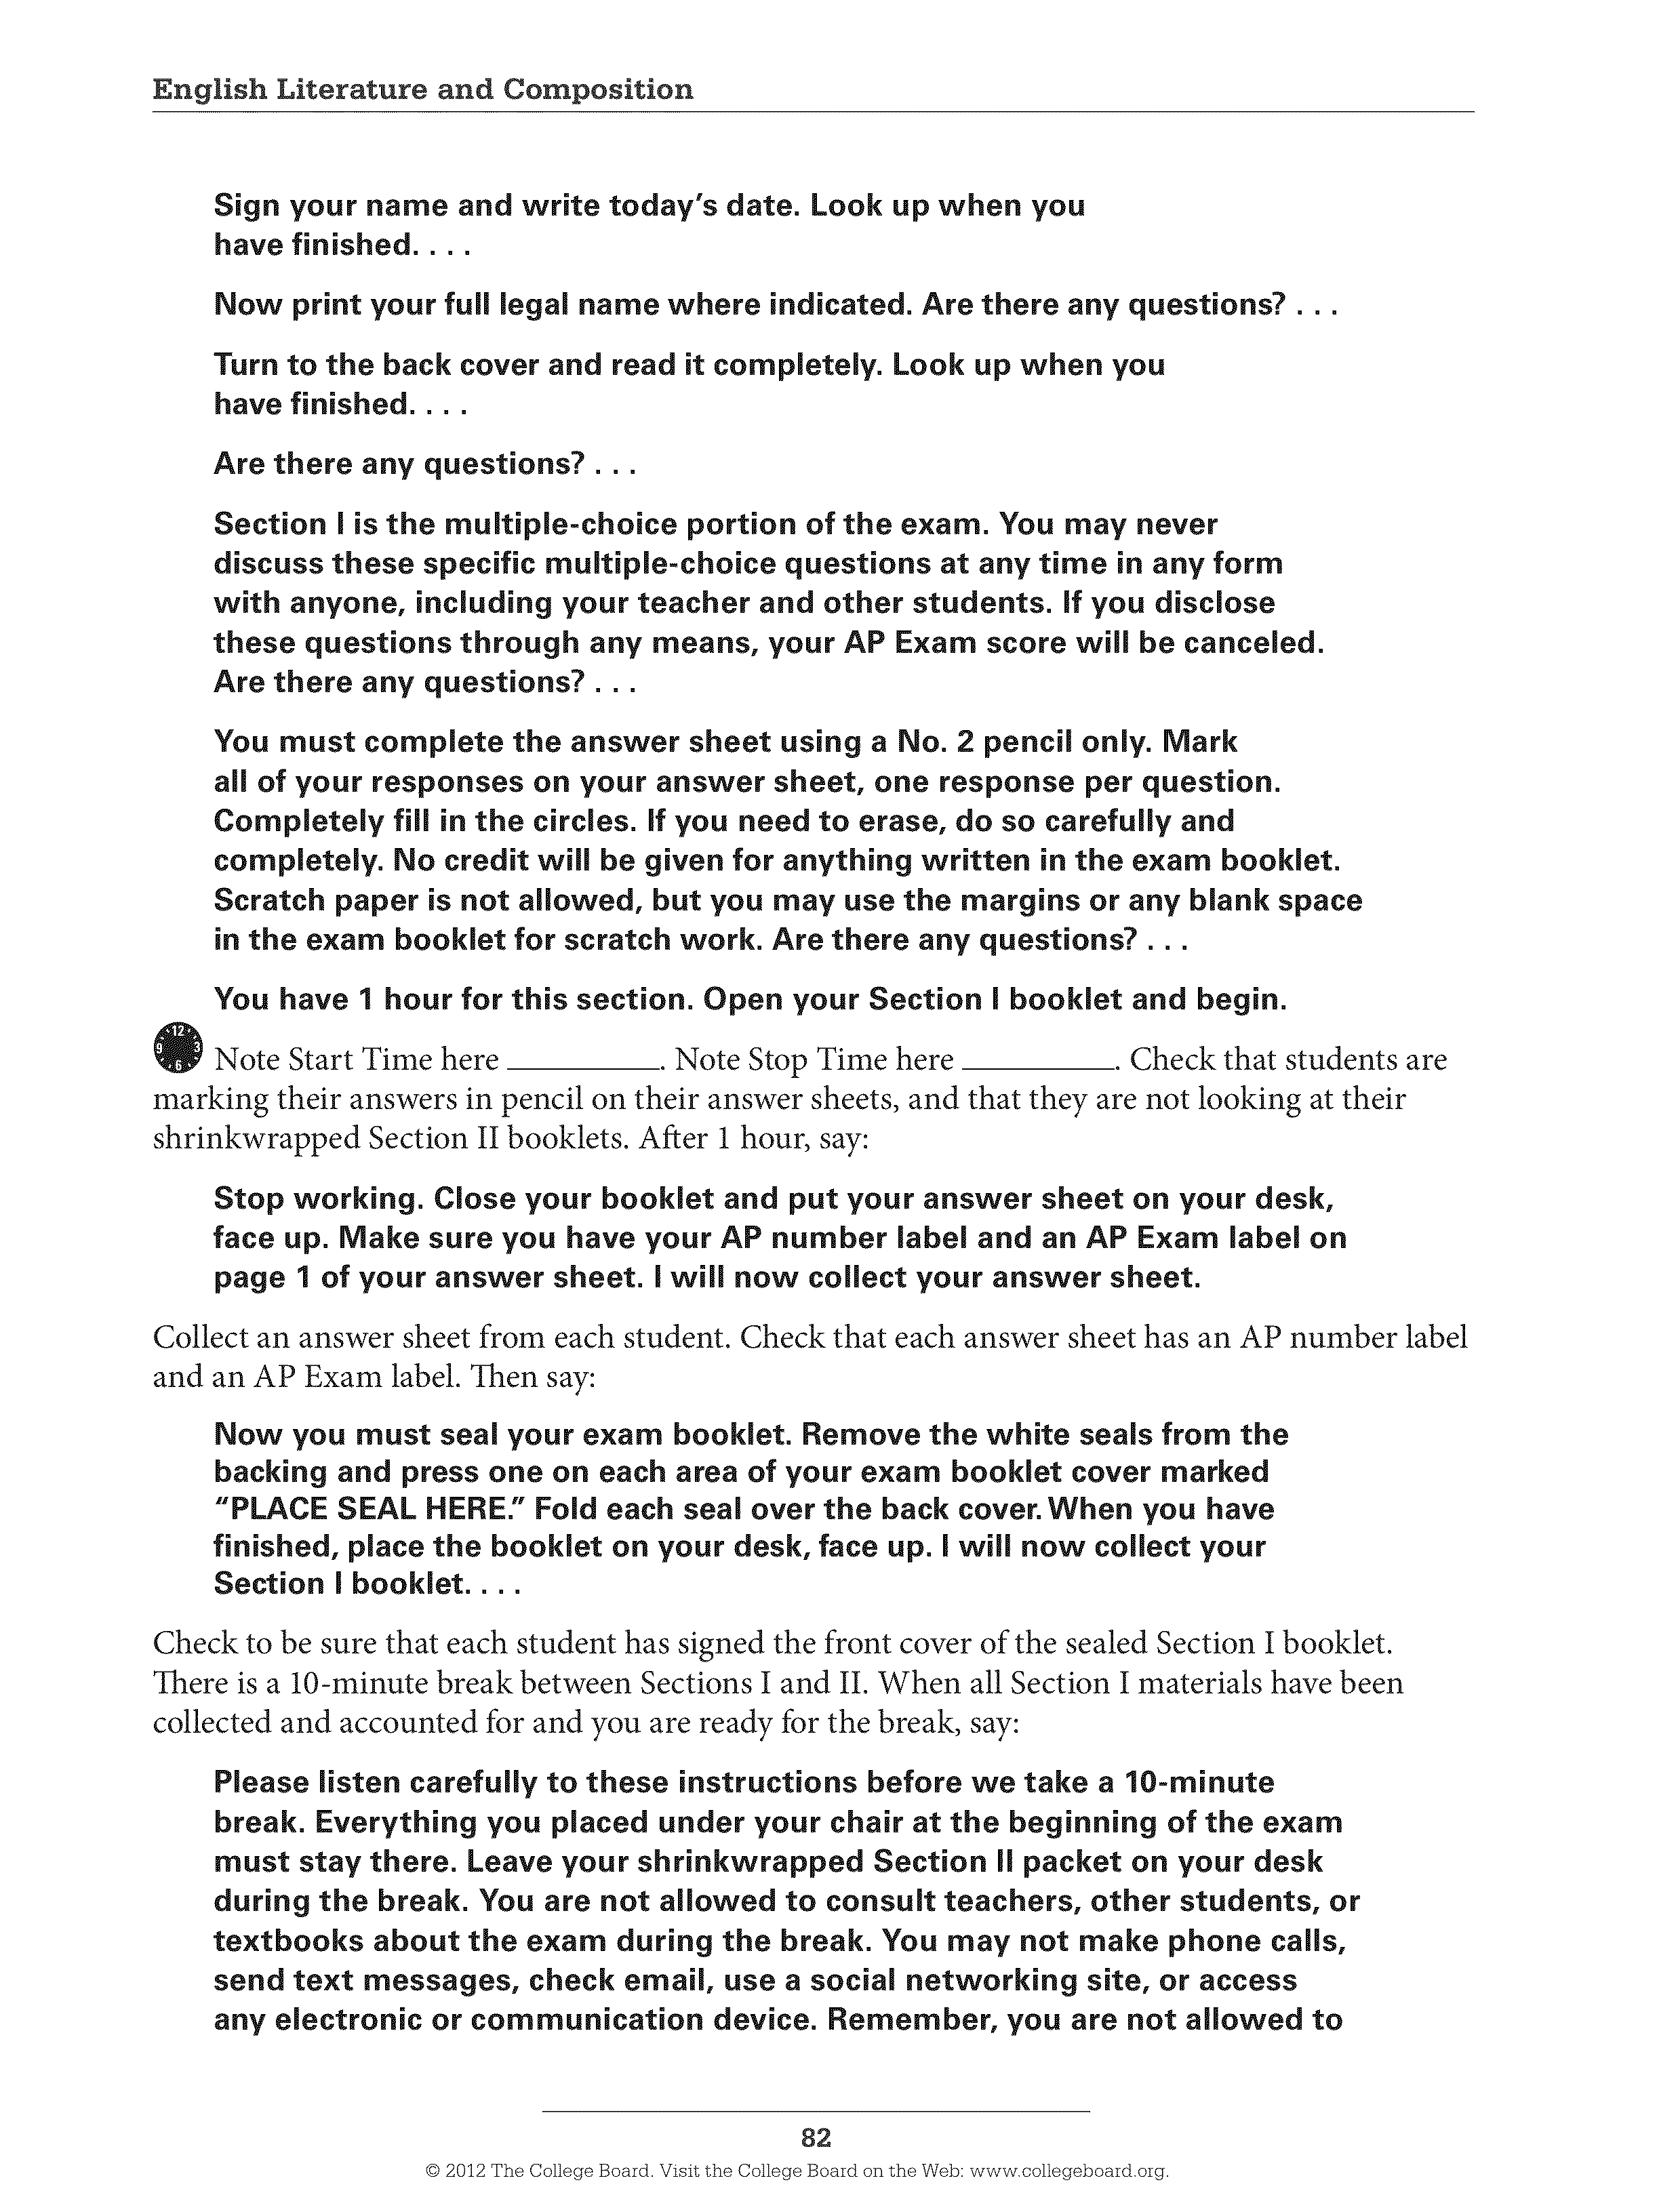 English Literature and Composition
Sign your name and write today's date. Look up when you
have finished. . . .
Now print your full legal name where indicated. Are there any questions? . . .
Turn to the back cover and read it completely. Look up when you
have finished. . . .
Are there any questions? . . .
Section I is the multiple-choice portion of the exam. You may never
discuss these specific multiple-choice questions at any time in any form
with anyone, including your teacher and other students. If you disclose
these questions through any means, your AP Exam score will be canceled.
Are there any questions? . . .
You must complete the answer sheet using a No. 2 pencil only. Mark
all of your responses on your answer sheet, one response per question.
Completely fill in the circles. If you need to erase, do so carefully and
completely. No credit will be given for anything written in the exam booklet.
Scratch paper is not allowed, but you may use the margins or any blank space
in the exam booklet for scratch work. Are there any questions? . . .
You have 1 hour for this section. Open your Section I booklet and begin.
12
9 3
6
Note Start Time here __________. Note Stop Time here __________. Check that students are
marking their answers in pencil on their answer sheets, and that they are not looking at their
shrinkwrapped Section II booklets. After 1 hour, say:
Stop working. Close your booklet and put your answer sheet on your desk,
face up. Make sure you have your AP number label and an AP Exam label on
page 1 of your answer sheet. I will now collect your answer sheet.
Collect an answer sheet from each student. Check that each answer sheet has an AP number label
and an AP Exam label. Then say:
Now you must seal your exam booklet. Remove the white seals from the
backing and press one on each area of your exam booklet cover marked
"PLACE SEAL HERE." Fold each seal over the back cover. When you have
finished, place the booklet on your desk, face up. I will now collect your
Section I booklet. . . .
Check to be sure that each student has signed the front cover of the sealed Section I booklet.
There is a 10-minute break between Sections I and II. When all Section I materials have been
collected and accounted for and you are ready for the break, say:
Please listen carefully to these instructions before we take a 10-minute
break. Everything you placed under your chair at the beginning of the exam
must stay there. Leave your shrinkwrapped Section II packet on your desk
during the break. You are not allowed to consult teachers, other students, or
textbooks about the exam during the break. You may not make phone calls,
send text messages, check email, use a social networking site, or access
any electronic or communication device. Remember, you are not allowed to
82
© 2012 The College Board. Visit the College Board on the Web: www.collegeboard.org.